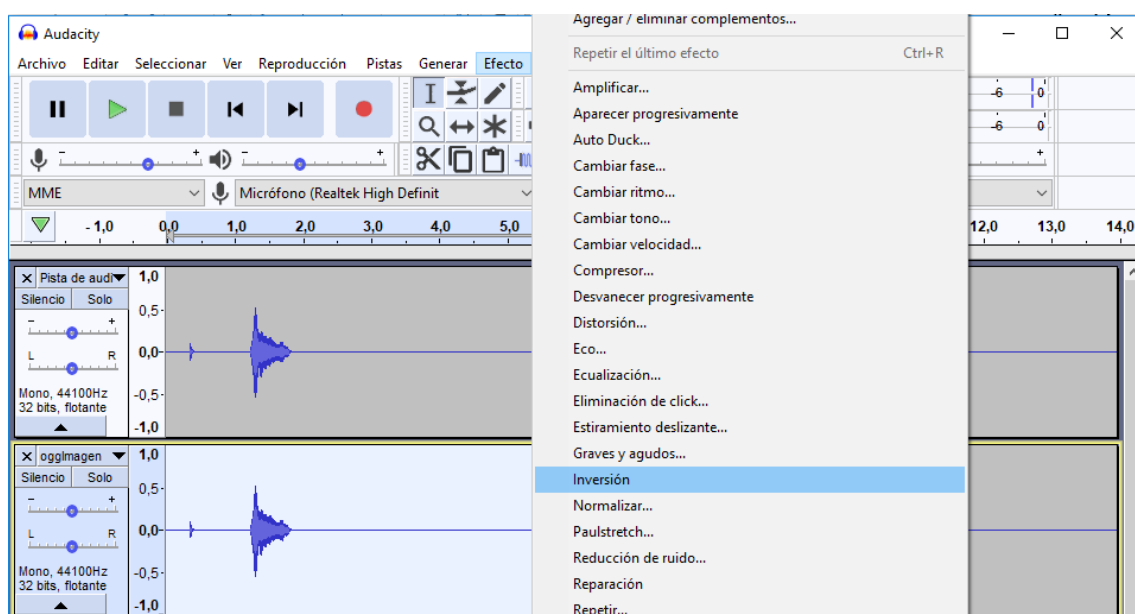 Audacity
Archivo Editar Seleccionar Ver Reproducción Pistas Generar Efecto
-6 0
-6 0
MME
Micrófono (Realtek High Definit
- 1,0 0,0 1,0 2,0 3,0 4,0 5,0 12,0 13,0 14,0
Pista de audi
Silencio Solo
- +
L R
Mono, 44100Hz
32 bits, flotante
1,0
0,5
0,0
-0,5
-1,0
oggImagen
Silencio Solo
- +
L R
Mono, 44100Hz
32 bits, flotante
1,0
0,5
0,0
-0,5
-1,0
Agregar / eliminar complementos...
Repetir el último efecto Ctrl+R
Amplificar...
Aparecer progresivamente
Auto Duck...
Cambiar fase...
Cambiar ritmo...
Cambiar tono...
Cambiar velocidad...
Compresor...
Desvanecer progresivamente
Distorsión...
Eco...
Ecualización...
Eliminación de click...
Estiramiento deslizante...
Graves y agudos...
Inversión
Normalizar...
Paulstretch...
Reducción de ruido...
Reparación
Repetir...